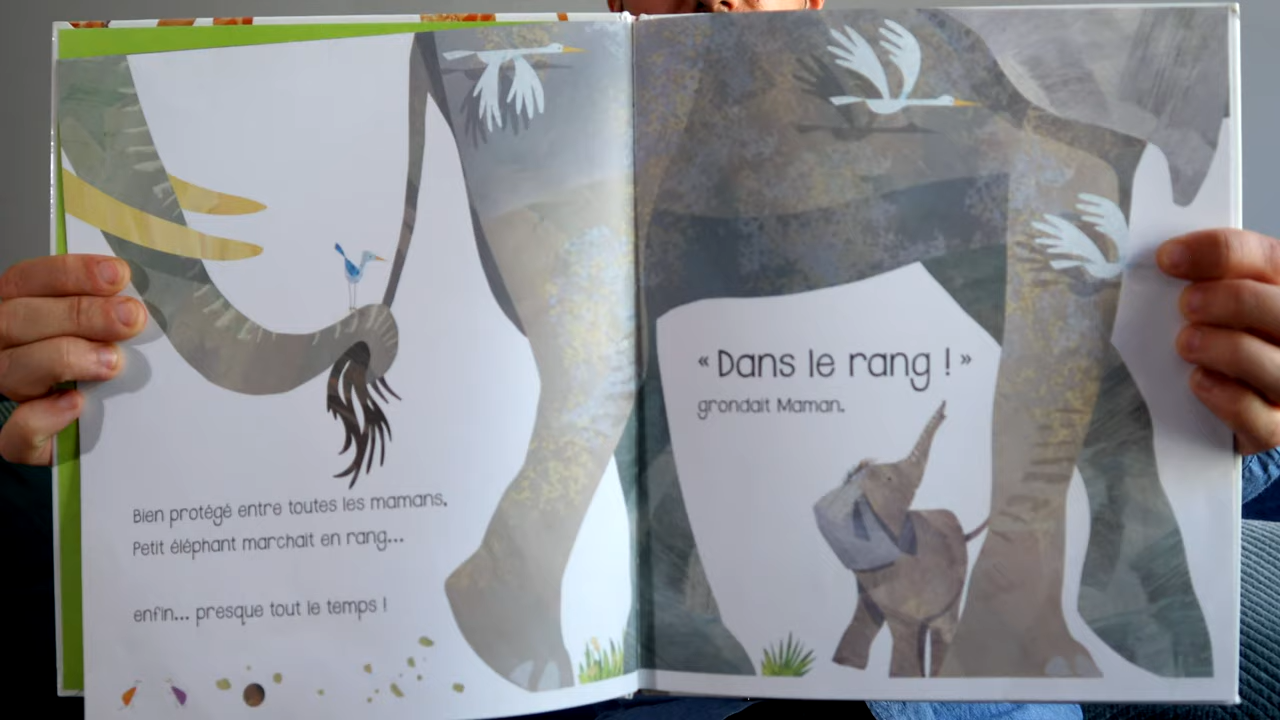 Bien protégé entre toutes les mamans,
Petit éléphant marchait en rang...
enfin... presque tout le temps !
« Dans le rang ! »
grondait Maman.